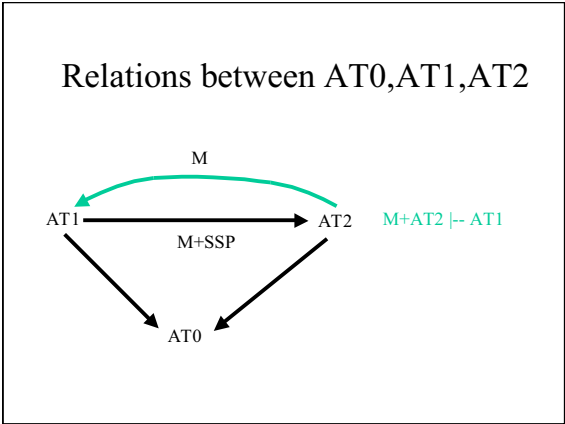 Relations between AT0,AT1,AT2
M
AT1
AT2
M+AT2 |-- AT1
M+SSP
AT0